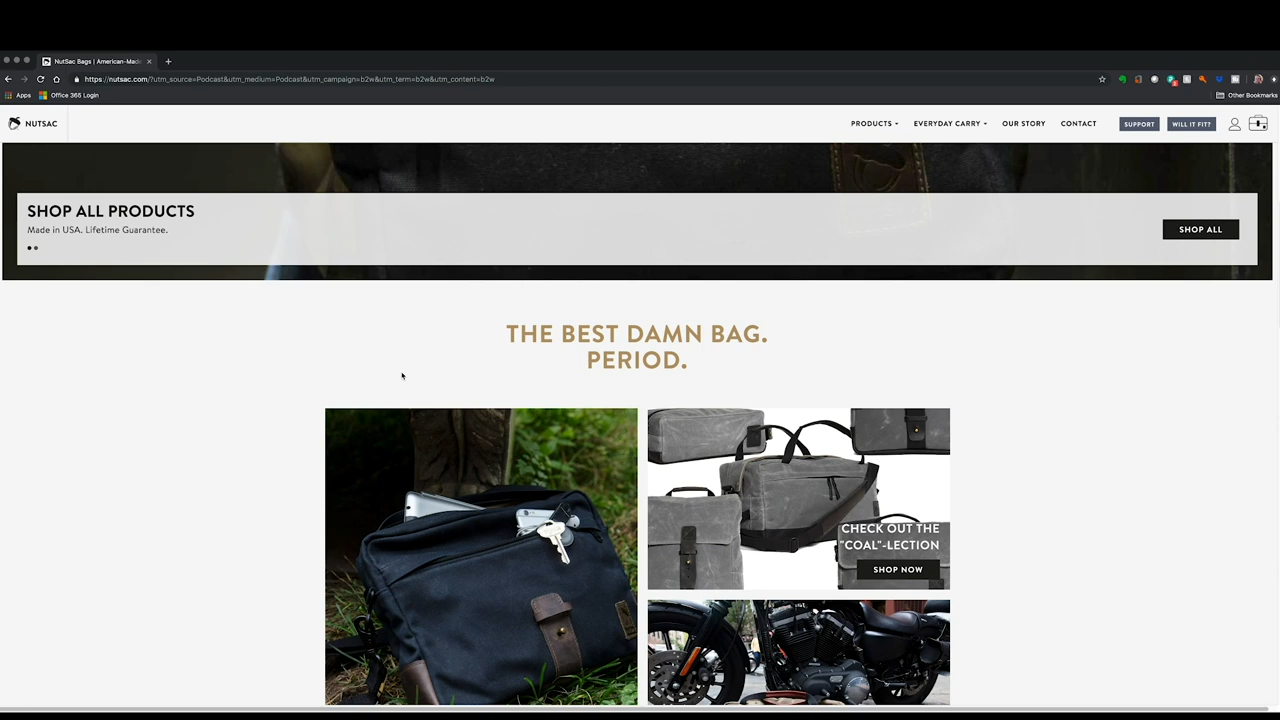 NutSac Bags | American-Made
https://nutsac.com/?utm_source=Podcast&utm_medium=Podcast&utm_campaign=b2w&utm_term=b2w&utm_content=b2w
Apps Office 365 Login Other Bookmarks
NUTSAC PRODUCTS EVERYDAY CARRY OUR STORY CONTACT SUPPORT WILL IT FIT?
SHOP ALL PRODUCTS
Made in USA. Lifetime Guarantee.
SHOP ALL
THE BEST DAMN BAG.
PERIOD.
CHECK OUT THE
"COAL"-LECTION
SHOP NOW